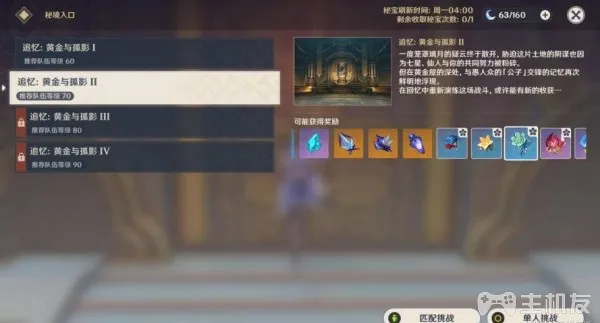 秘境入口
秘宝刷新时间: 周一04:00
剩余收取秘宝次数: 0/1
63/160
追忆: 黄金与孤影 I
推荐队伍等级 60
追忆: 黄金与孤影 II
推荐队伍等级 70
追忆: 黄金与孤影 III
推荐队伍等级 80
追忆: 黄金与孤影 IV
推荐队伍等级 90
追忆: 黄金与孤影 II
一度笼罩璃月的疑云终于散开,胁迫这片土地的阴谋也因
为七星,仙人与你的共同努力被粉碎。
但在黄金屋的深处,与愚人众的「公子」交锋的记忆再次
鲜明地浮现。
在回忆中重新演练这场战斗,或许能有新的收获…
可能获得奖励
匹配挑战
单人挑战
主机友